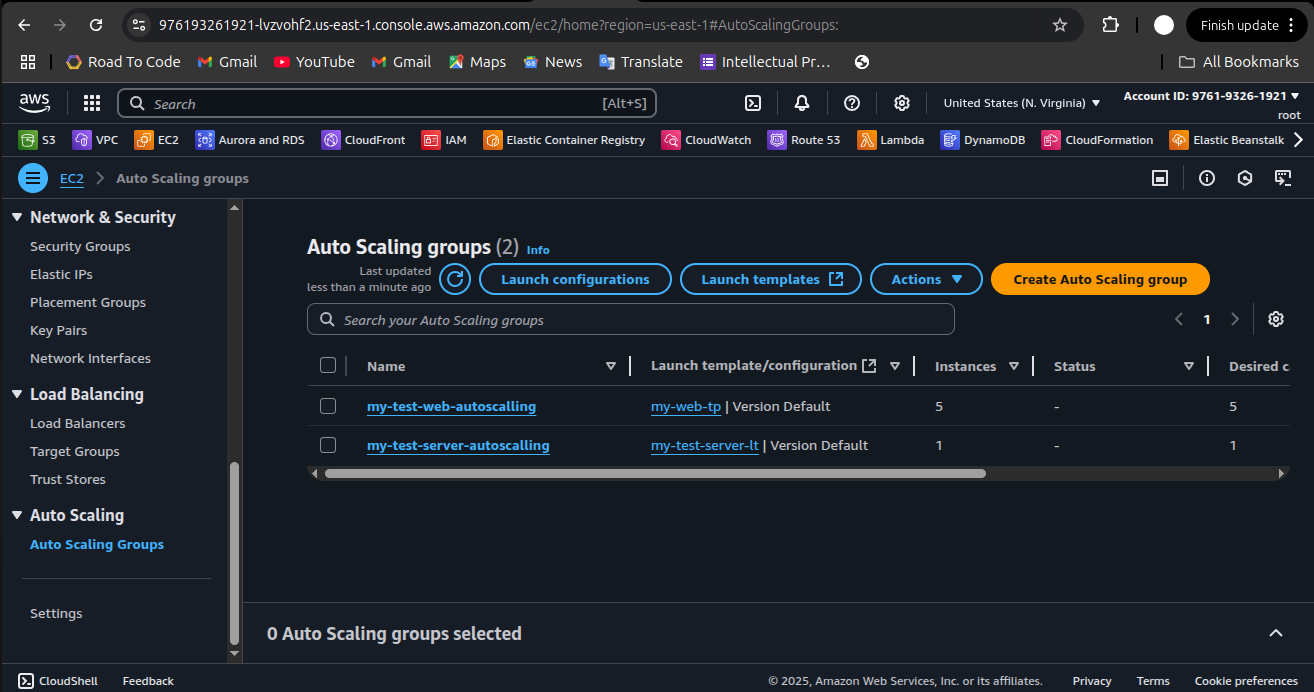 976193261921-lvzvohf2.us-east-1.console.aws.amazon.com/ec2/home?region=us-east-1#AutoScalingGroups:
Finish update
Road To Code Gmail YouTube Gmail Maps News Translate Intellectual Pr... All Bookmarks
aws Search [Alt+S] United States (N. Virginia) Account ID: 9761-9326-1921
root
S3 VPC EC2 Aurora and RDS CloudFront IAM Elastic Container Registry CloudWatch Route 53 Lambda DynamoDB CloudFormation Elastic Beanstalk
EC2 Auto Scaling groups
Network & Security
Security Groups
Elastic IPs
Placement Groups
Key Pairs
Network Interfaces
Load Balancing
Load Balancers
Target Groups
Trust Stores
Auto Scaling
Auto Scaling Groups
Settings
Auto Scaling groups (2) Info
Last updated
less than a minute ago
Launch configurations Launch templates Actions Create Auto Scaling group
Search your Auto Scaling groups
1
Name Launch template/configuration Instances Status Desired c
my-test-web-autoscalling my-web-tp | Version Default 5 - 5
my-test-server-autoscalling my-test-server-lt | Version Default 1 - 1
0 Auto Scaling groups selected
CloudShell Feedback © 2025, Amazon Web Services, Inc. or its affiliates. Privacy Terms Cookie preferences